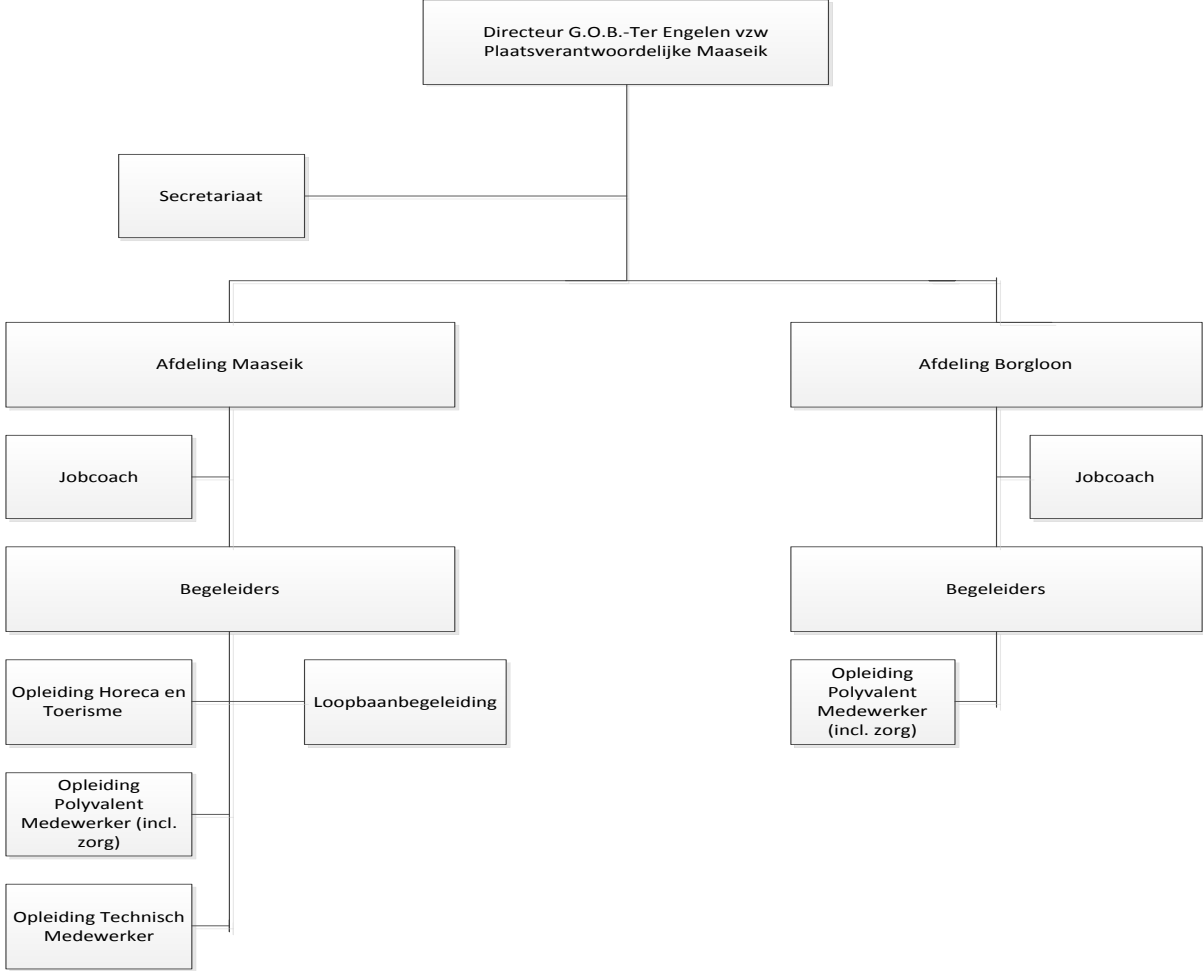 Directeur G.O.B.-Ter Engelen vzw
Plaatsverantwoordelijke Maaseik
Secretariaat
Afdeling Maaseik
Afdeling Borgloon
Jobcoach
Jobcoach
Begeleiders
Begeleiders
Opleiding Horeca en
Toerisme
Loopbaanbegeleiding
Opleiding
Polyvalent
Medewerker
(incl. zorg)
Opleiding
Polyvalent
Medewerker (incl.
zorg)
Opleiding Technisch
Medewerker